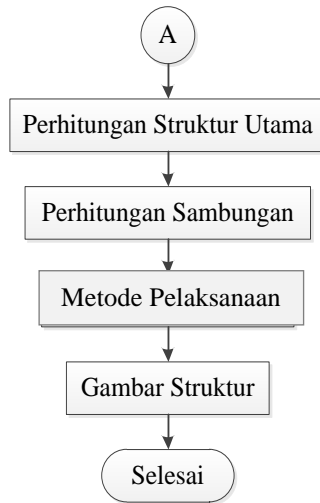 A
Perhitungan Struktur Utama
Perhitungan Sambungan
Metode Pelaksanaan
Gambar Struktur
Selesai